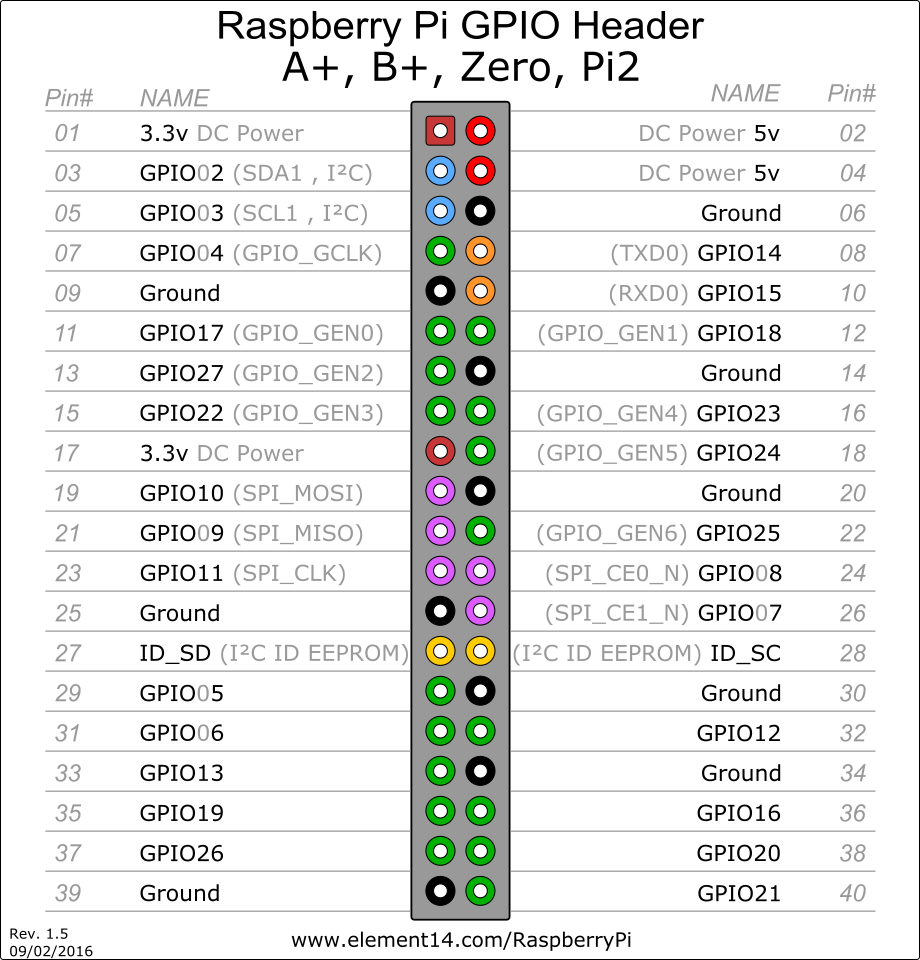 Raspberry Pi GPIO Header
A+, B+, Zero, Pi2
Pin# NAME NAME Pin#
01 3.3v DC Power DC Power 5v 02
03 GPIO02 (SDA1 , I²C) DC Power 5v 04
05 GPIO03 (SCL1 , I²C) Ground 06
07 GPIO04 (GPIO_GCLK) (TXD0) GPIO14 08
09 Ground (RXD0) GPIO15 10
11 GPIO17 (GPIO_GEN0) (GPIO_GEN1) GPIO18 12
13 GPIO27 (GPIO_GEN2) Ground 14
15 GPIO22 (GPIO_GEN3) (GPIO_GEN4) GPIO23 16
17 3.3v DC Power (GPIO_GEN5) GPIO24 18
19 GPIO10 (SPI_MOSI) Ground 20
21 GPIO09 (SPI_MISO) (GPIO_GEN6) GPIO25 22
23 GPIO11 (SPI_CLK) (SPI_CE0_N) GPIO08 24
25 Ground (SPI_CE1_N) GPIO07 26
27 ID_SD (I²C ID EEPROM) (I²C ID EEPROM) ID_SC 28
29 GPIO05 Ground 30
31 GPIO06 GPIO12 32
33 GPIO13 Ground 34
35 GPIO19 GPIO16 36
37 GPIO26 GPIO20 38
39 Ground GPIO21 40
Rev. 1.5
09/02/2016
www.element14.com/RaspberryPi